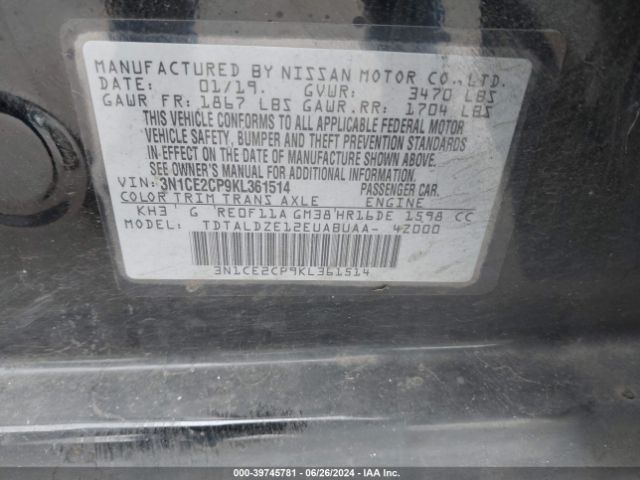 MANUFACTURED BY NISSAN MOTOR CO., LTD.
DATE: 01/19. GVWR: 3470 LBS
GAWR FR: 1867 LBS GAWR.RR: 1704 LBS
THIS VEHICLE CONFORMS TO ALL APPLICABLE FEDERAL MOTOR
VEHICLE SAFETY, BUMPER AND THEFT PREVENTION STANDARDS
IN EFFECT ON THE DATE OF MANUFACTURE SHOWN ABOVE.
SEE OWNER'S MANUAL FOR ADDITIONAL INFORMATION.
VIN: 3N1CE2CP9KL361514 PASSENGER CAR.
COLOR TRIM TRANS AXLE ENGINE
KH3 G RE0F11A GM38 HR16DE 1598 CC
MODEL: TDTALDZE12EUABUAA- 4Z000
3N1CE2CP9KL361514
000-39745781 - 06/26/2024 - IAA Inc.